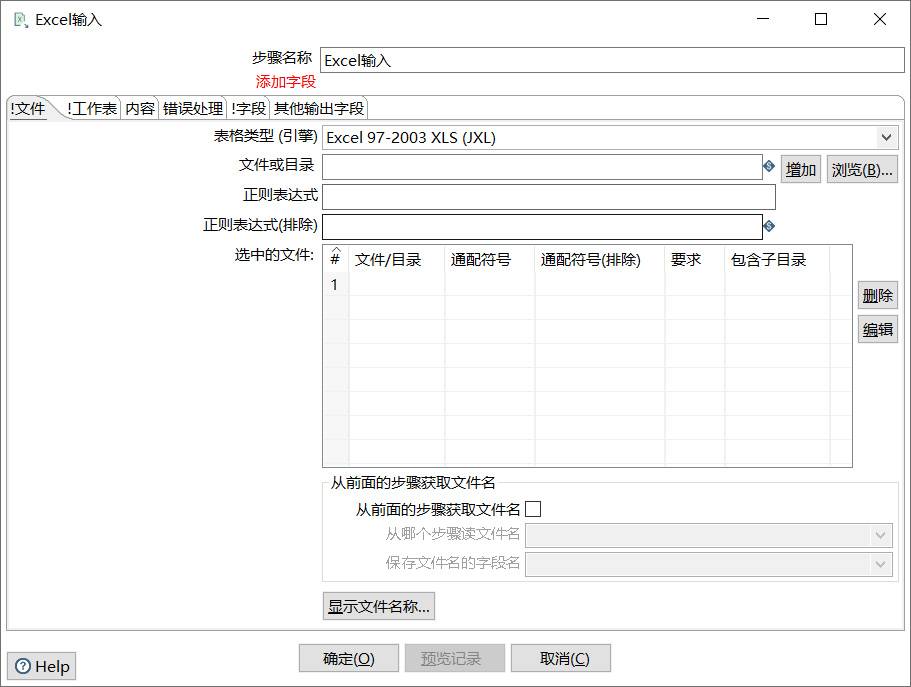 Excel输入
步骤名称 Excel输入
添加字段
!文件 !工作表 内容 错误处理 !字段 其他输出字段
表格类型 (引擎) Excel 97-2003 XLS (JXL)
文件或目录 增加 浏览(B)...
正则表达式
正则表达式(排除)
选中的文件:
# 文件/目录 通配符号 通配符号(排除) 要求 包含子目录
1
删除
编辑
从前面的步骤获取文件名
从前面的步骤获取文件名
从哪个步骤读文件名
保存文件名的字段名
显示文件名称...
Help 确定(O) 预览记录 取消(C)